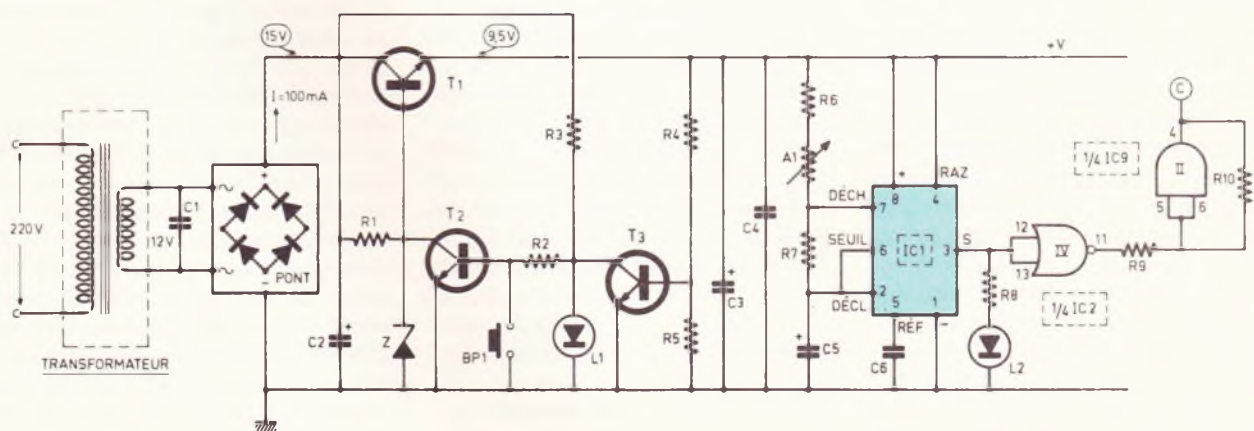 15V
9,5V
+V
I = 100mA
T1
C
4
R3
R4
R6
1/4 IC9
II
R10
A1
5
6
+
RAZ
8
4
C
C1
DÉCH
7
12
220V
12V
R1
T2
T3
C4
SEUIL
6
IC1
3
S
IV
11
R2
R7
13
R9
+
PONT
-
2
R8
1/4 IC2
C
DÉCL
5
1
+
C2
Z
BP1
L1
R5
+
C3
RÉF
-
+
C5
C6
L2
TRANSFORMATEUR